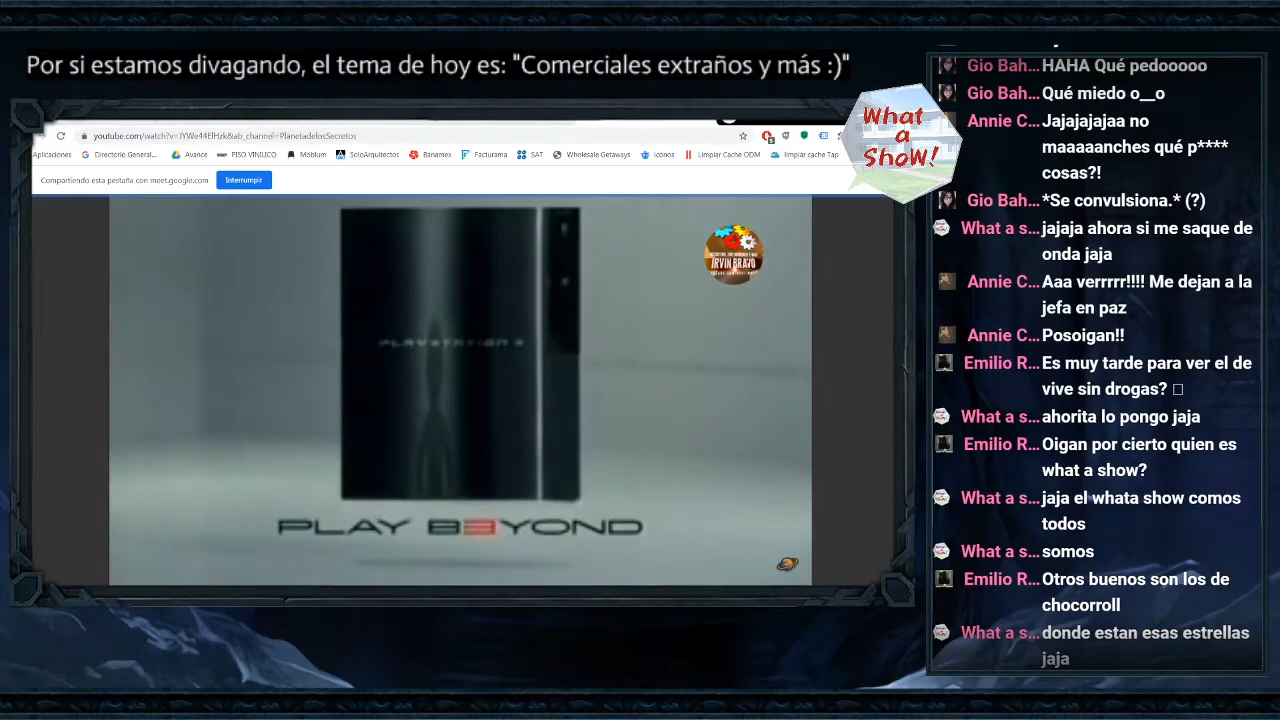 Por si estamos divagando, el tema de hoy es: "Comerciales extraños y más :)"
youtube.com/watch?v=JYWe44EfHzk&ab_channel=PlanetadelosSecretos
Aplicaciones Directorio General... Avance PISO VINILICO Möblum SoloArquitectos Banamex Facturama SAT Wholesale Getaways Iconos Limpiar Cache ODM limpiar cache Tap
Compartiendo esta pestaña con meet.google.com Interrumpir
What
a
ShoW!
IRVIN BRAVO
PLAYSTATION 3
PLAY B3YOND
Gio Bah... HAHA Qué pedooooo
Gio Bah... Qué miedo o__o
Annie C... Jajajajajaa no
maaaaanches qué p****
cosas?!
Gio Bah... *Se convulsiona.* (?)
What a s... jajaja ahora si me saque de
onda jaja
Annie C... Aaa verrrrr!!!! Me dejan a la
jefa en paz
Annie C... Posoigan!!
Emilio R... Es muy tarde para ver el de
vive sin drogas? □
What a s... ahorita lo pongo jaja
Emilio R... Oigan por cierto quien es
what a show?
What a s... jaja el whata show comos
todos
What a s... somos
Emilio R... Otros buenos son los de
chocorroll
What a s... donde estan esas estrellas
jaja